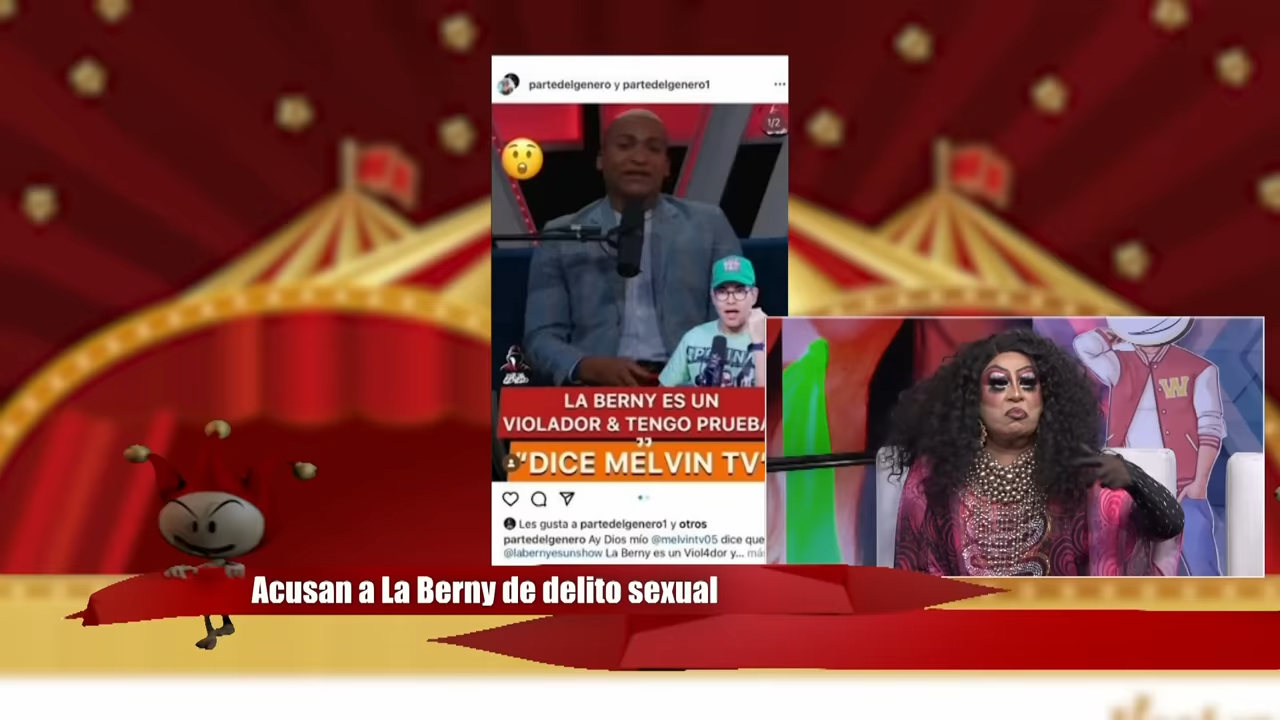 partedelgenero y partedelgenero1
1/2
LA BERNY ES UN
VIOLADOR & TENGO PRUEBA
"
"DICE MELVIN TV"
Les gusta a partedelgenero1 y otros
partedelgenero Ay Dios mío @melvintv05 dice que
@labernyesunshow La Berny es un Viol4dor y... más
W
Acusan a La Berny de delito sexual